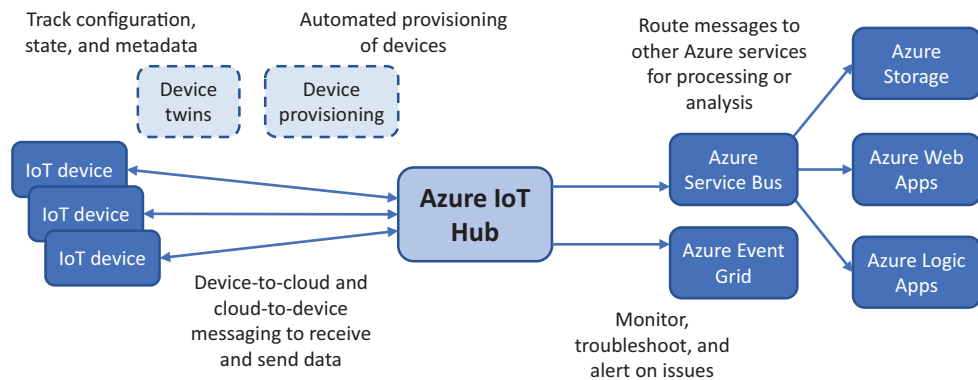 Track configuration,
state, and metadata
Automated provisioning
of devices
Route messages to
other Azure services
for processing or
analysis
Device
twins
Device
provisioning
Azure
Storage
IoT device
IoT device
IoT device
Azure IoT
Hub
Azure
Service Bus
Azure Web
Apps
Azure Event
Grid
Azure Logic
Apps
Device-to-cloud and
cloud-to-device
messaging to receive
and send data
Monitor,
troubleshoot, and
alert on issues